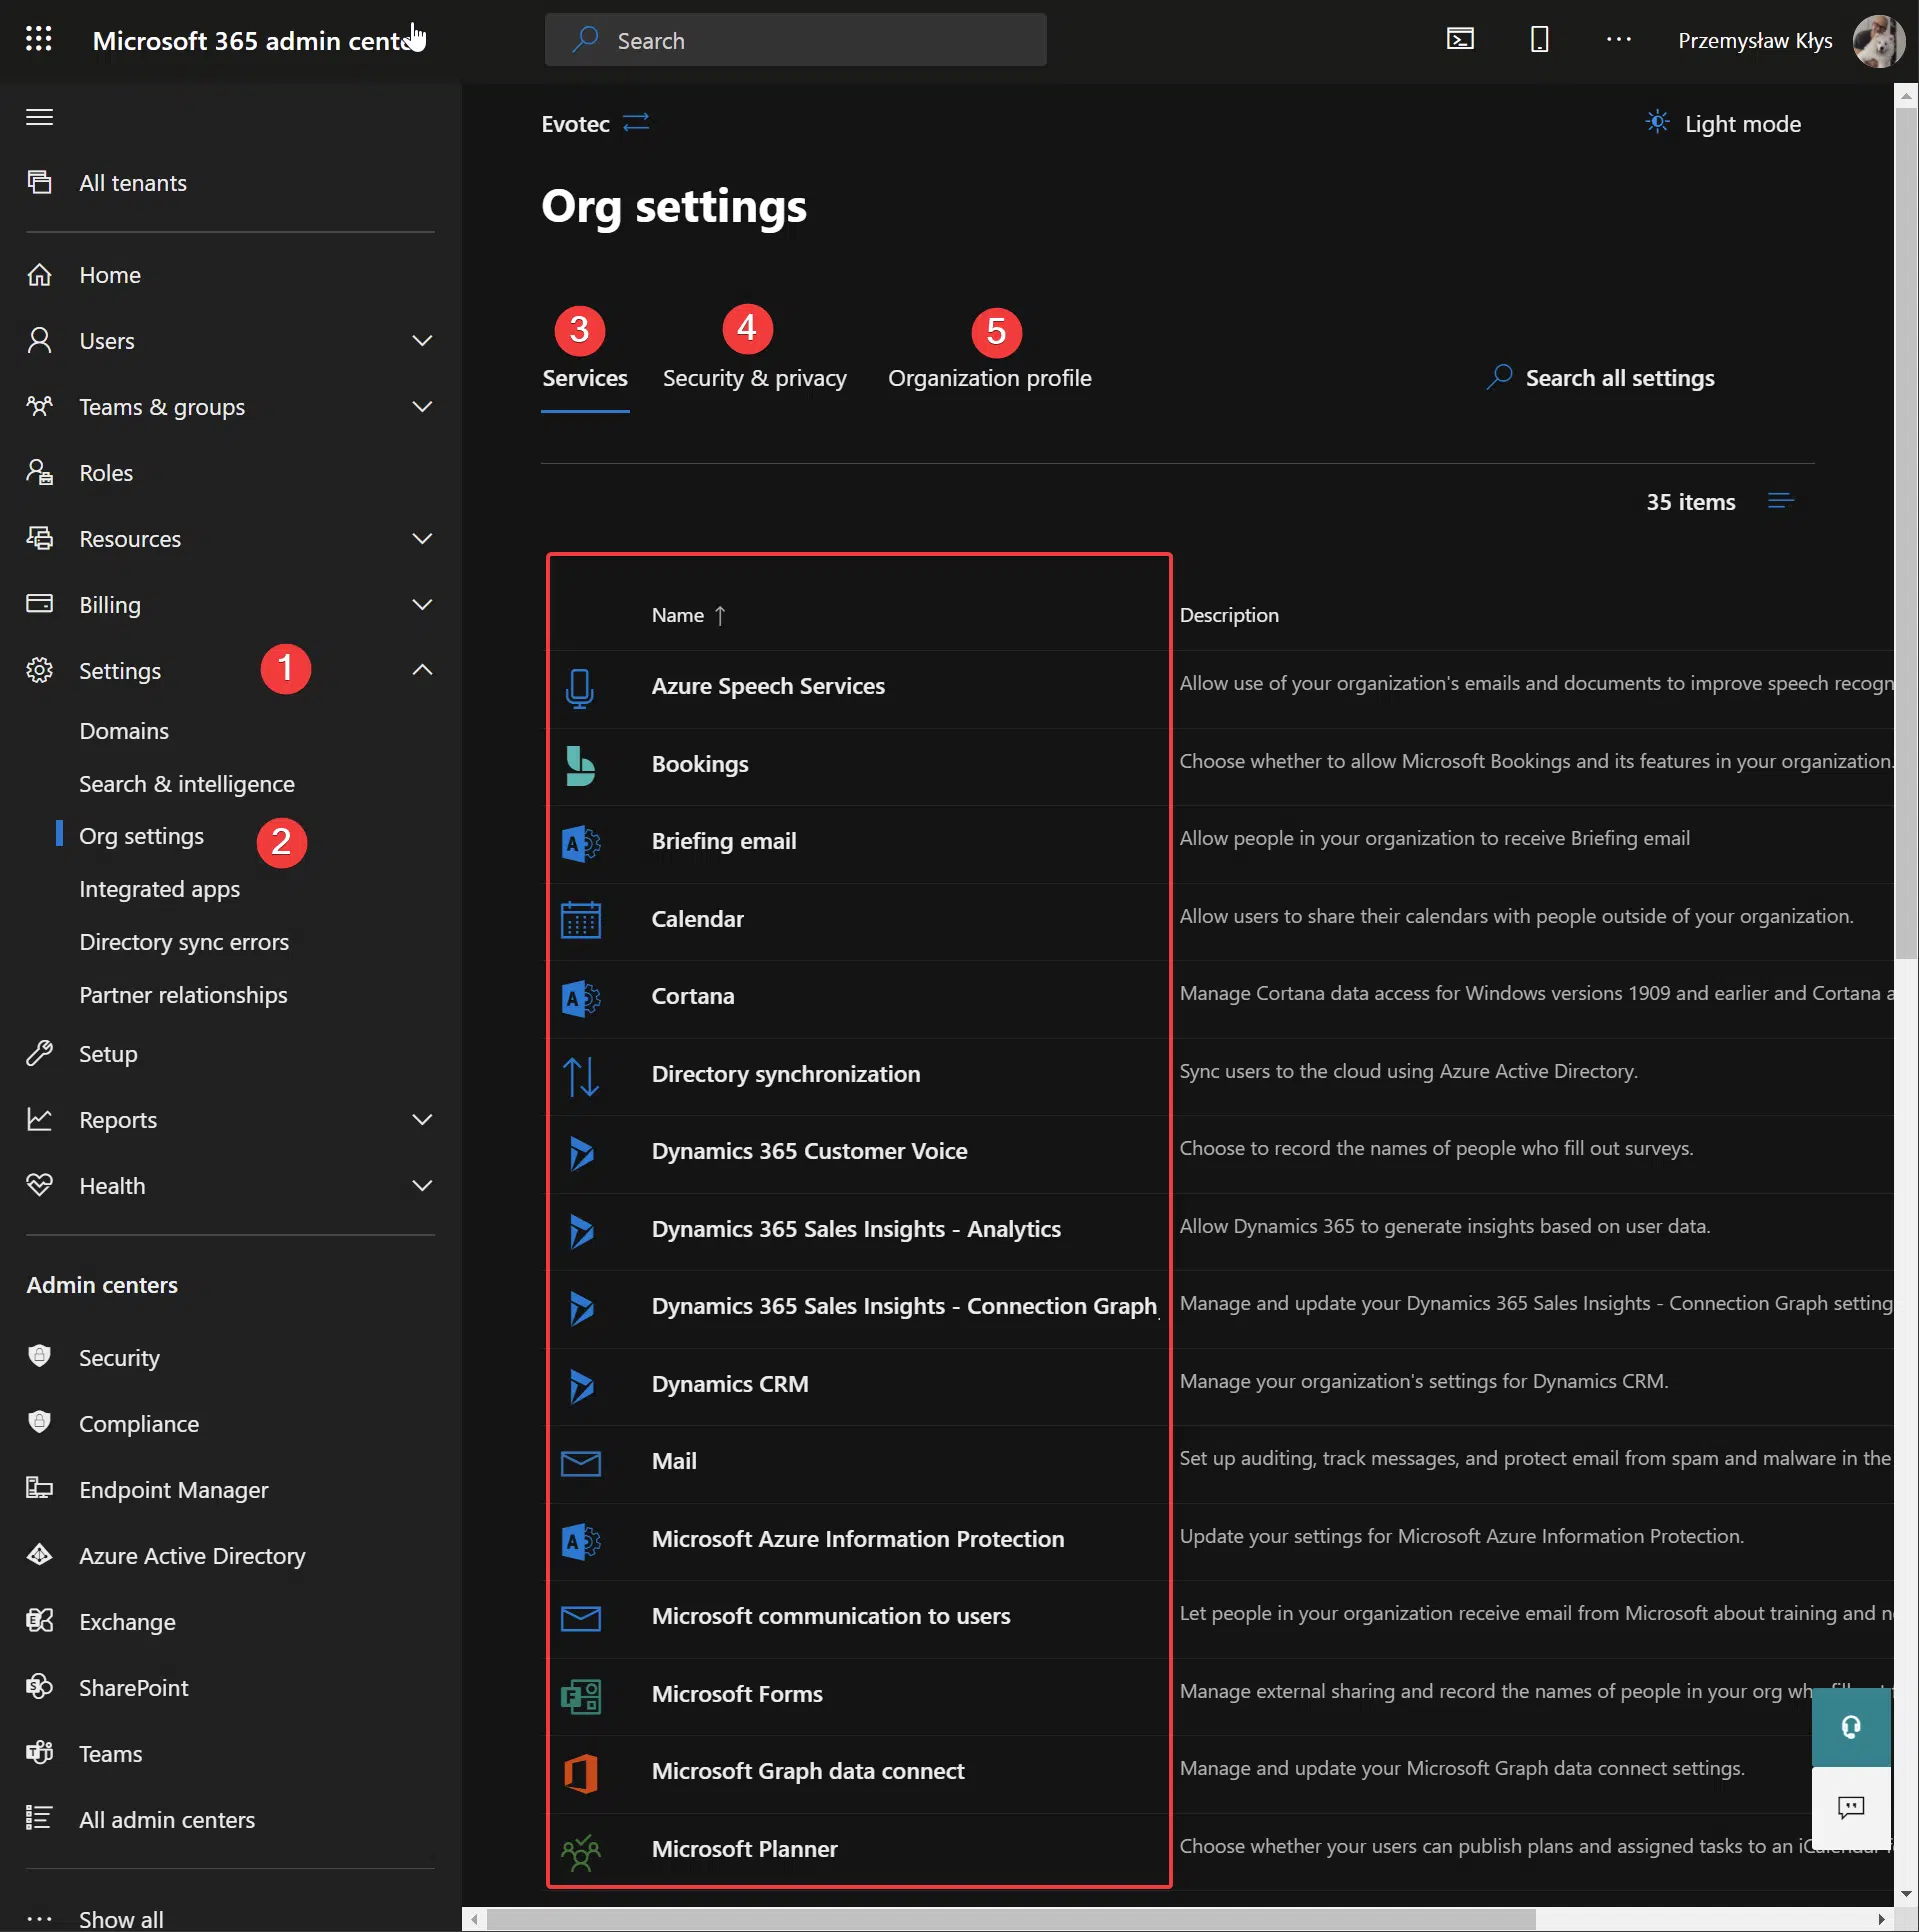 Microsoft 365 admin cente
Search
Przemysław Kłys
All tenants
Home
Users
Teams & groups
Roles
Resources
Billing
Settings
1
Domains
Search & intelligence
Org settings
2
Integrated apps
Directory sync errors
Partner relationships
Setup
Reports
Health
Admin centers
Security
Compliance
Endpoint Manager
Azure Active Directory
Exchange
SharePoint
Teams
All admin centers
Show all
Evotec
Light mode
Org settings
3
4
5
Services
Security & privacy
Organization profile
Search all settings
35 items
Name ↑
Description
Azure Speech Services
Allow use of your organization's emails and documents to improve speech recogn
Bookings
Choose whether to allow Microsoft Bookings and its features in your organization.
Briefing email
Allow people in your organization to receive Briefing email
Calendar
Allow users to share their calendars with people outside of your organization.
Cortana
Manage Cortana data access for Windows versions 1909 and earlier and Cortana a
Directory synchronization
Sync users to the cloud using Azure Active Directory.
Dynamics 365 Customer Voice
Choose to record the names of people who fill out surveys.
Dynamics 365 Sales Insights - Analytics
Allow Dynamics 365 to generate insights based on user data.
Dynamics 365 Sales Insights - Connection Graph
Manage and update your Dynamics 365 Sales Insights - Connection Graph setting
Dynamics CRM
Manage your organization's settings for Dynamics CRM.
Mail
Set up auditing, track messages, and protect email from spam and malware in the
Microsoft Azure Information Protection
Update your settings for Microsoft Azure Information Protection.
Microsoft communication to users
Let people in your organization receive email from Microsoft about training and n
Microsoft Forms
Manage external sharing and record the names of people in your org wh
Microsoft Graph data connect
Manage and update your Microsoft Graph data connect settings.
Microsoft Planner
Choose whether your users can publish plans and assigned tasks to an